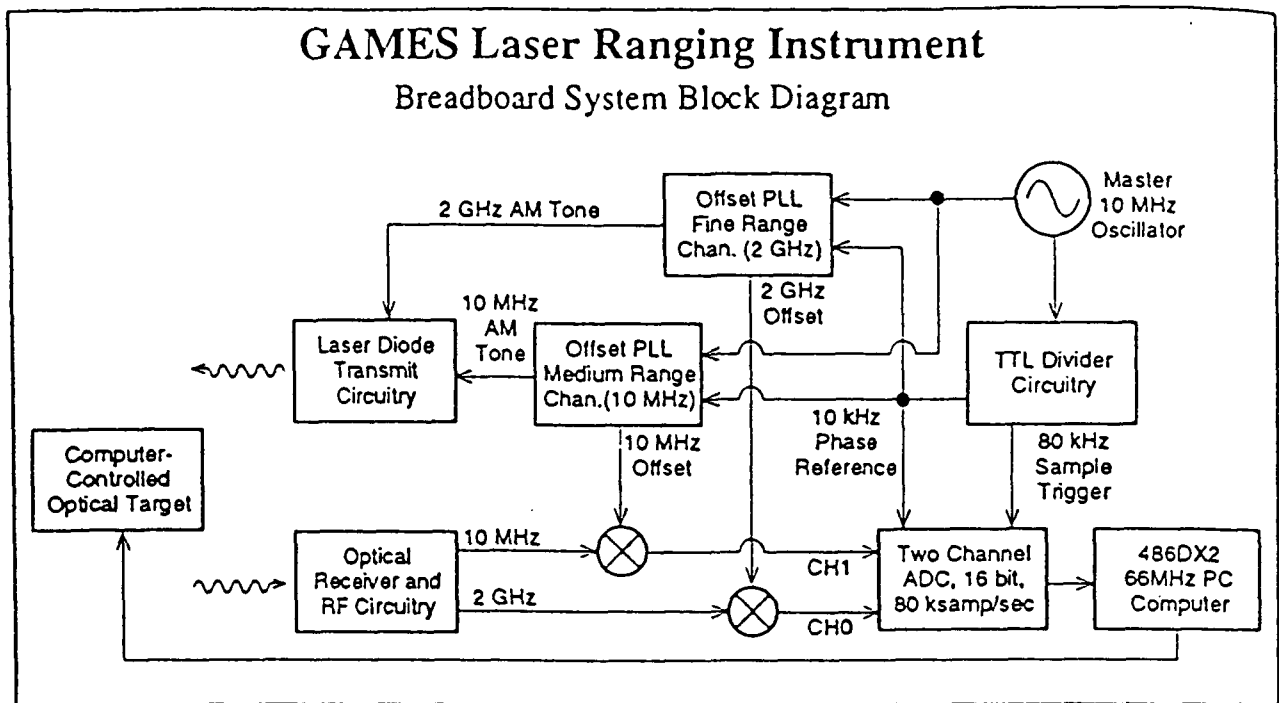 GAMES Laser Ranging Instrument
Breadboard System Block Diagram
Offset PLL
Fine Range
Chan. (2 GHz)
Master
10 MHz
Oscillator
2 GHz AM Tone
2 GHz
Offset
10 MHz
AM
Tone
Laser Diode
Transmit
Circuitry
Offset PLL
Medium Range
Chan.(10 MHz)
TTL Divider
Circuitry
10 MHz
Offset
10 kHz
Phase
Reference
80 kHz
Sample
Trigger
Computer-
Controlled
Optical Target
Optical
Receiver and
RF Circuitry
10 MHz
2 GHz
CH1
CH0
Two Channel
ADC, 16 bit,
80 ksamp/sec
486DX2
66MHz PC
Computer